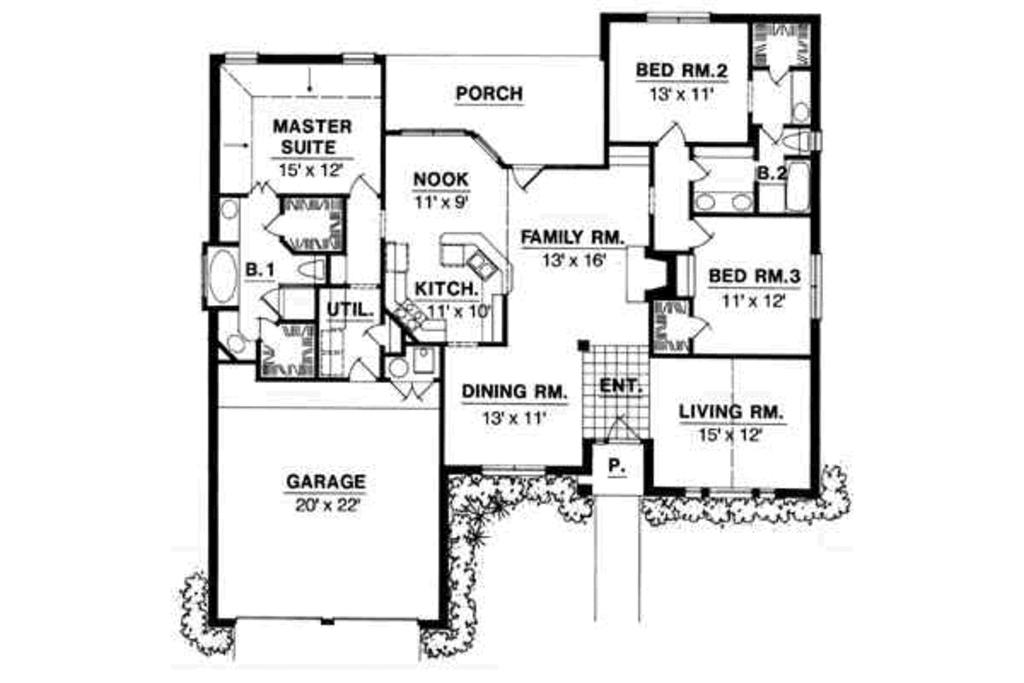 BED RM.2
13' x 11'
PORCH
MASTER
SUITE
15' x 12'
NOOK
11' x 9'
B.2
FAMILY RM.
13' x 16'
B.1
BED RM.3
11' x 12'
KITCH.
11' x 10'
UTIL.
DINING RM.
13' x 11'
ENT.
LIVING RM.
15' x 12'
P.
GARAGE
20' x 22'